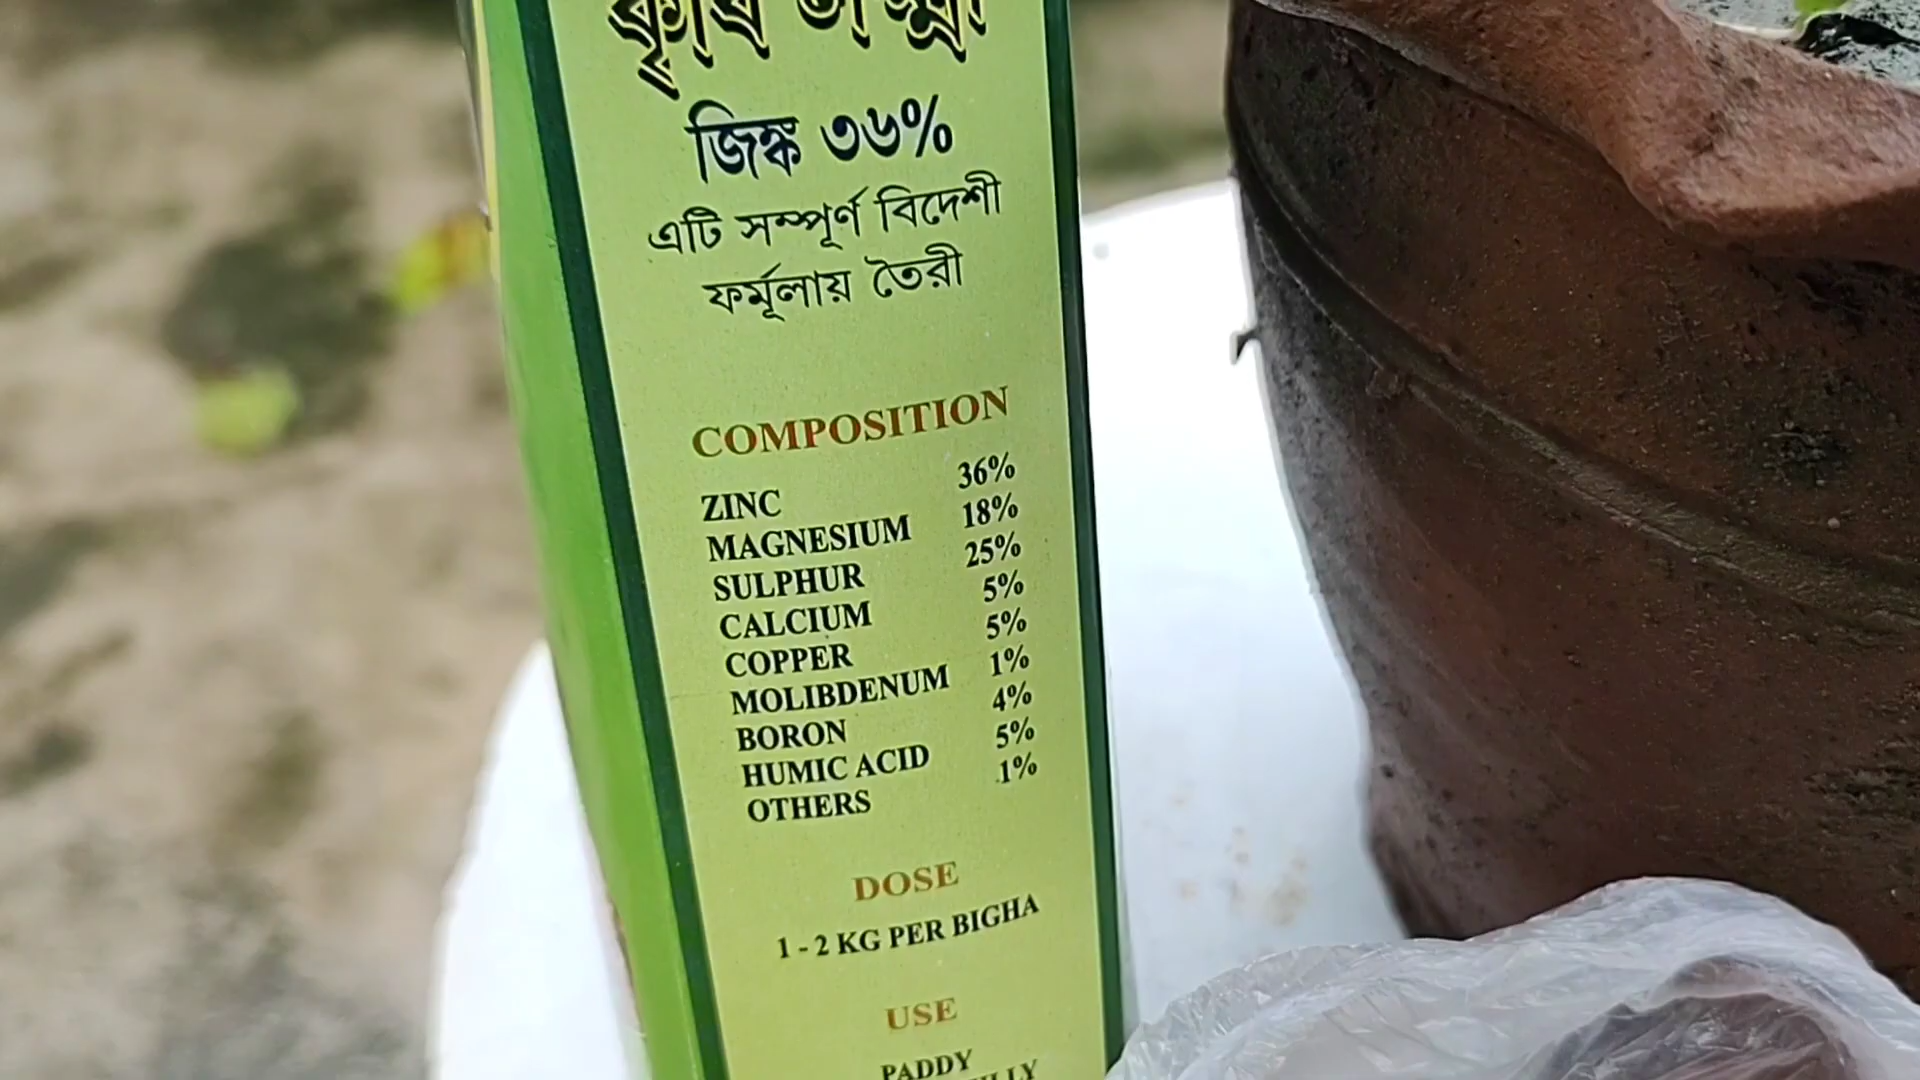 জিঙ্ক ৩৬%
এটি সম্পূর্ণ বিদেশী
ফর্মূলায় তৈরী
COMPOSITION
ZINC 36%
MAGNESIUM 18%
SULPHUR 25%
CALCIUM 5%
COPPER 5%
MOLIBDENUM 1%
BORON 4%
HUMIC ACID 5%
OTHERS 1%
DOSE
1 - 2 KG PER BIGHA
USE
PADDY